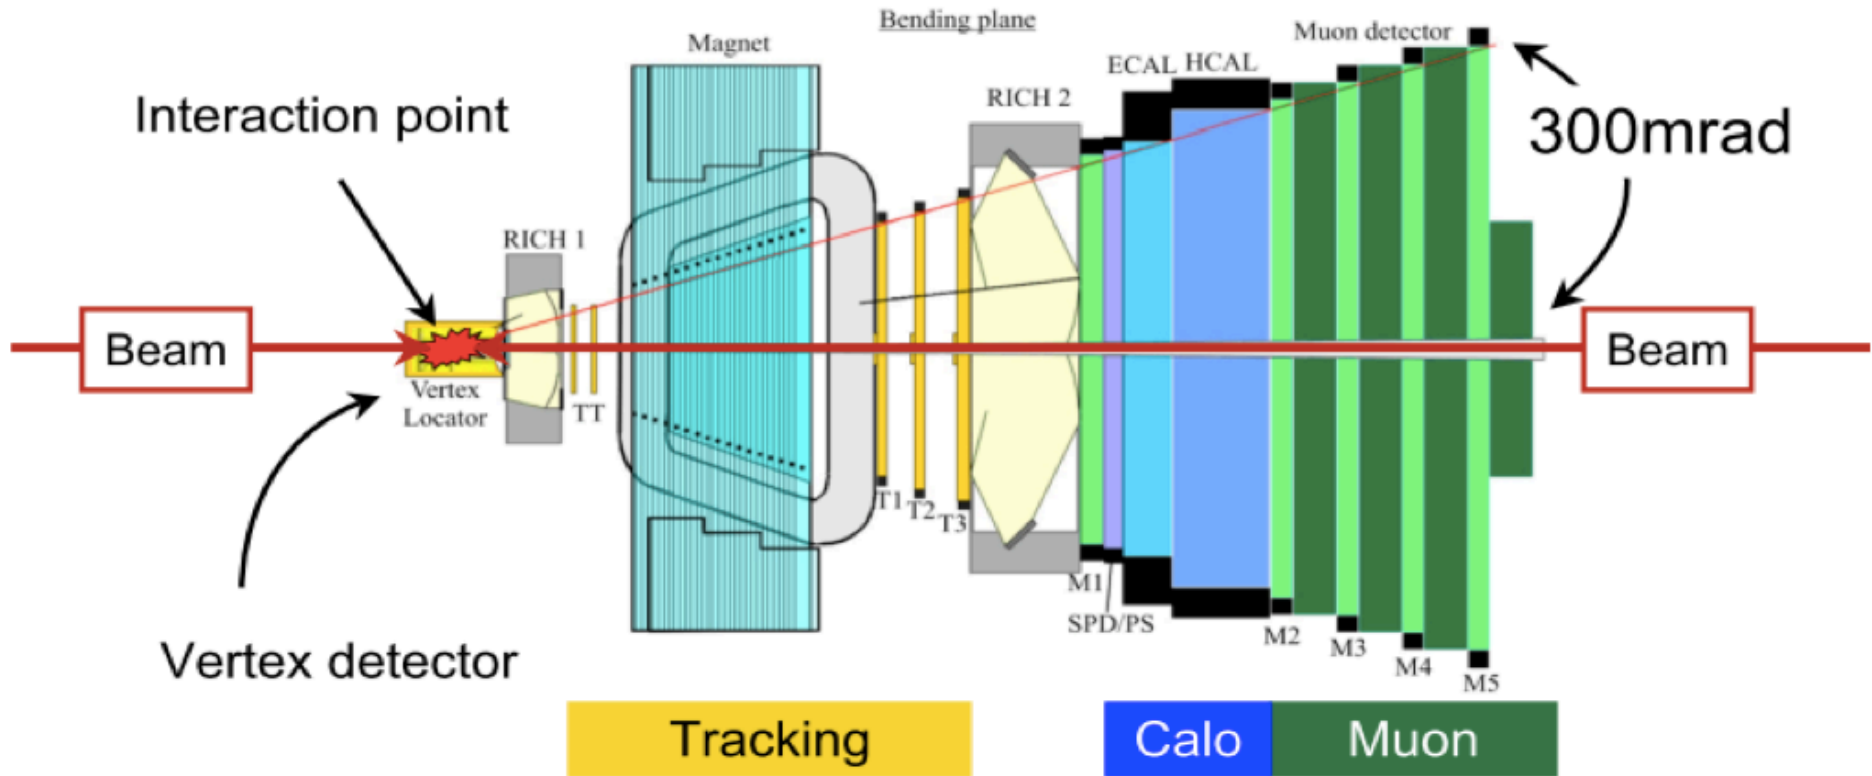 Bending plane
Magnet
Muon detector
ECAL HCAL
RICH 2
Interaction point
300mrad
RICH 1
Beam
Beam
Vertex
Locator
TT
T1
T2
T3
M1
SPD/PS
M2
M3
M4
M5
Vertex detector
Tracking
Calo
Muon